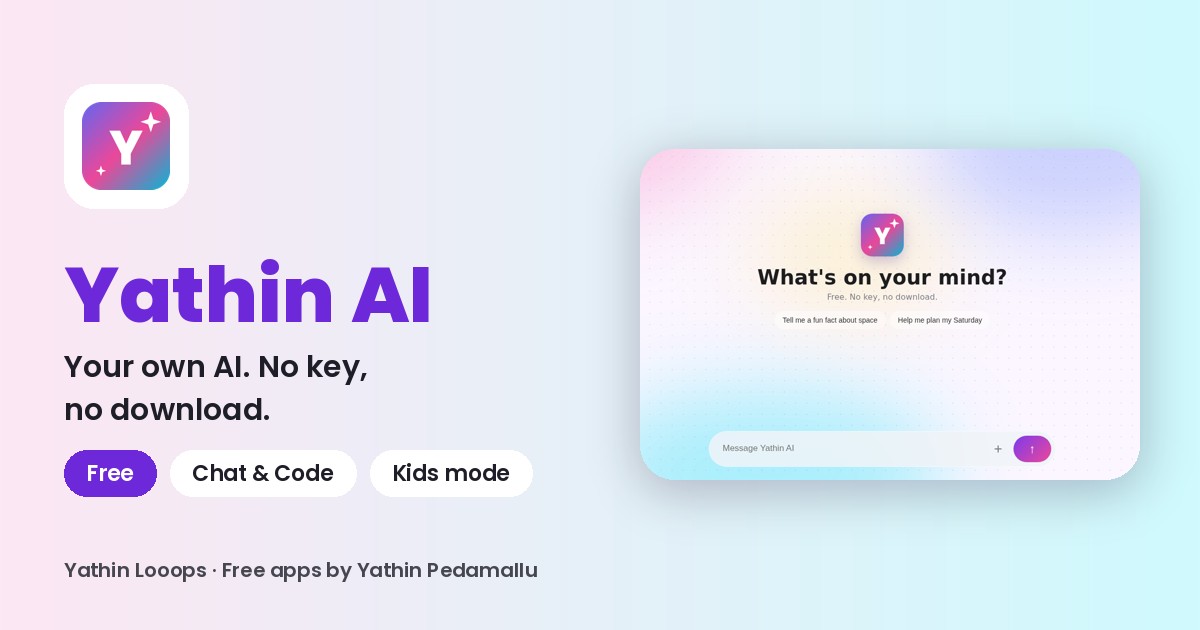 Y
Yathin AI
Your own AI. No key,
no download.
Free
Chat & Code
Kids mode
Yathin Looops · Free apps by Yathin Pedamallu
Y
What's on your mind?
Free. No key, no download.
Tell me a fun fact about space
Help me plan my Saturday
Message Yathin AI
+
↑